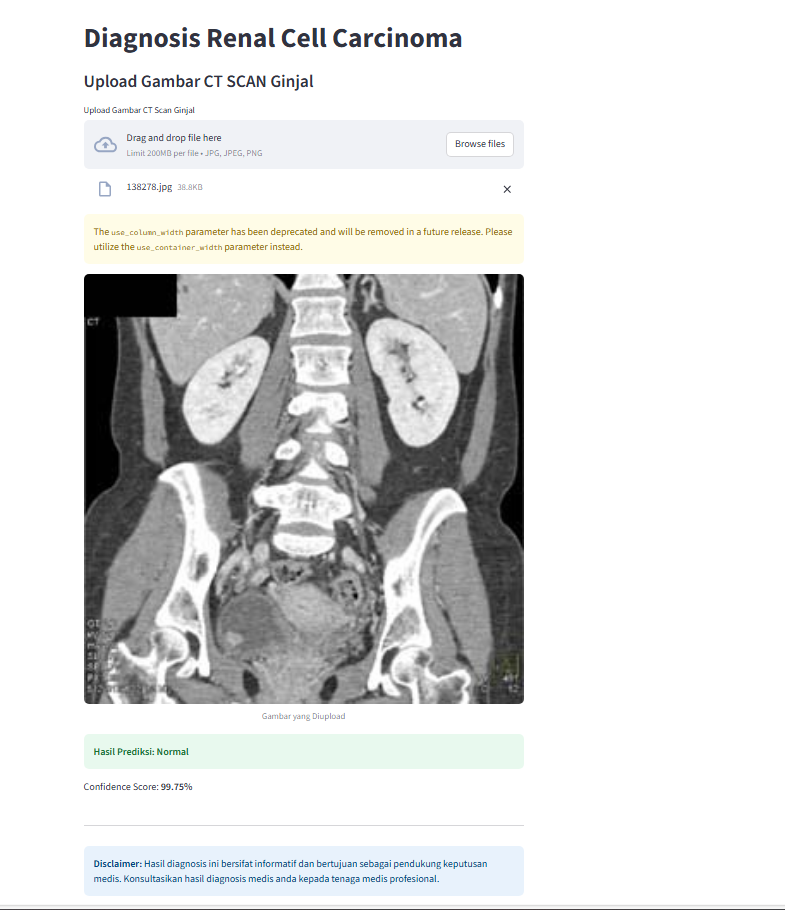 Diagnosis Renal Cell Carcinoma
Upload Gambar CT SCAN Ginjal
Upload Gambar CT Scan Ginjal
Drag and drop file here
Limit 200MB per file • JPG, JPEG, PNG
Browse files
138278.jpg 38.8KB
The use_column_width parameter has been deprecated and will be removed in a future release. Please
utilize the use_container_width parameter instead.
CT
Gambar yang Diupload
Hasil Prediksi: Normal
Confidence Score: 99.75%
Disclaimer: Hasil diagnosis ini bersifat informatif dan bertujuan sebagai pendukung keputusan
medis. Konsultasikan hasil diagnosis medis anda kepada tenaga medis profesional.